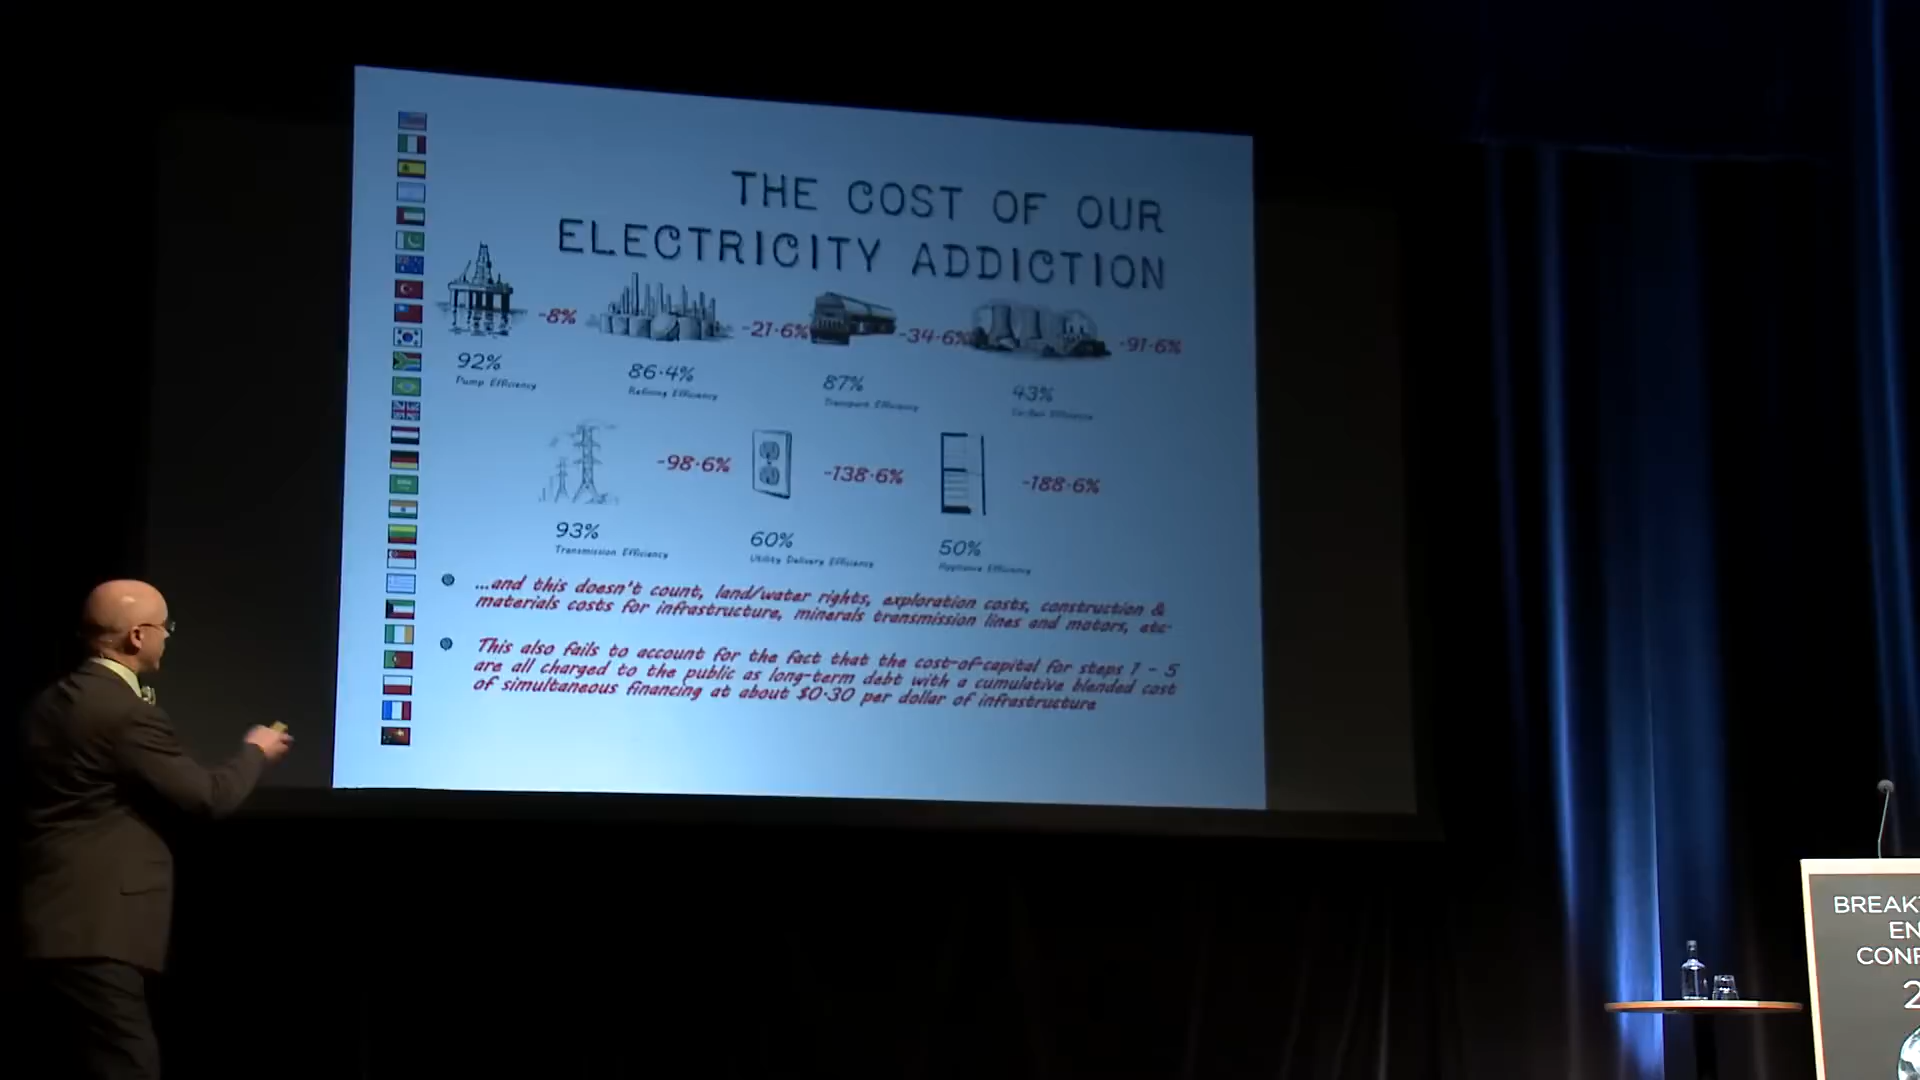 THE COST OF OUR
ELECTRICITY ADDICTION
-8%
-21.6%
-34.6%
-91.6%
92%
Pump Efficiency
86.4%
Refining Efficiency
87%
Transport Efficiency
43%
Efficiency
-98.6%
-138.6%
-188.6%
93%
Transmission Efficiency
60%
Utility Delivery Efficiency
50%
Appliance Efficiency
...and this doesn't count, land/water rights, exploration costs, construction &
materials costs for infrastructure, minerals transmission lines and motors, etc.
This also fails to account for the fact that the cost-of-capital for steps 1 - 5
are all charged to the public as long-term debt with a cumulative blended cost
of simultaneous financing at about $0.30 per dollar of infrastructure
BREAK
EN
CONF
2